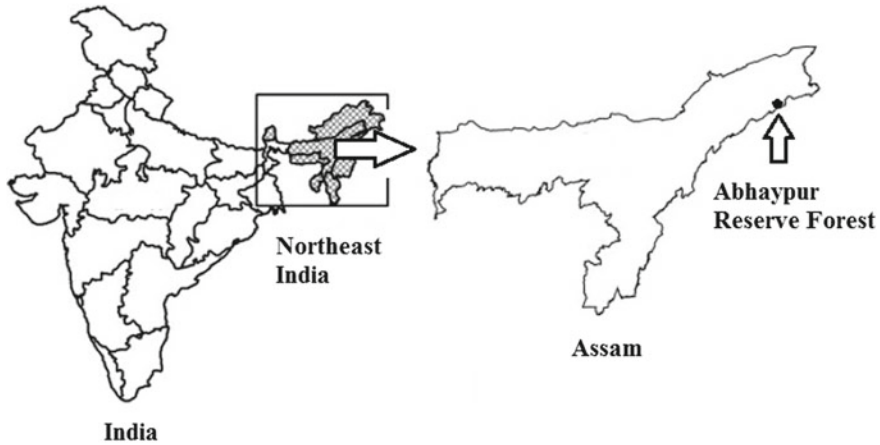 Northeast
India
Abhaypur
Reserve Forest
Assam
India